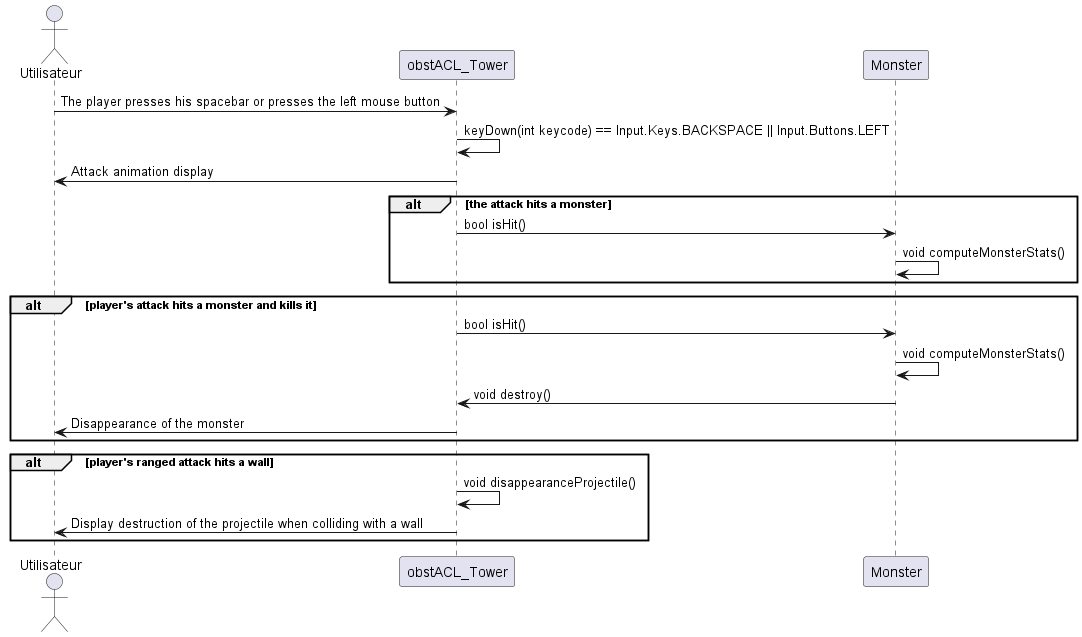 Utilisateur
obstACL_Tower
Monster
The player presses his spacebar or presses the left mouse button
keyDown(int keycode) == Input.Keys.BACKSPACE || Input.Buttons.LEFT
Attack animation display
alt [the attack hits a monster]
bool isHit()
void computeMonsterStats()
alt [player's attack hits a monster and kills it]
bool isHit()
void computeMonsterStats()
void destroy()
Disappearance of the monster
alt [player's ranged attack hits a wall]
void disappearanceProjectile()
Display destruction of the projectile when colliding with a wall
Utilisateur
obstACL_Tower
Monster